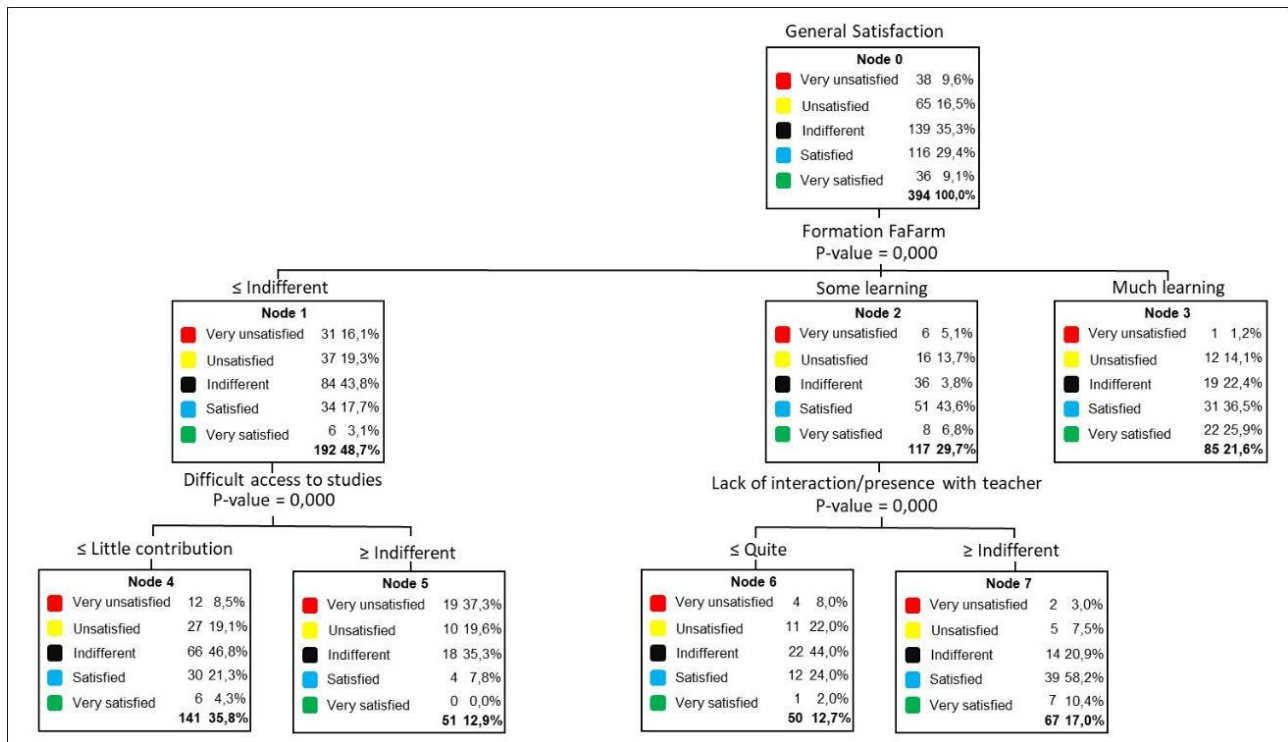 General Satisfaction
Node 0
Very unsatisfied 38 9,6%
Unsatisfied 65 16,5%
Indifferent 139 35,3%
Satisfied 116 29,4%
Very satisfied 36 9,1%
394 100,0%
Formation FaFarm
P-value = 0,000
≤ Indifferent
Node 1
Very unsatisfied 31 16,1%
Unsatisfied 37 19,3%
Indifferent 84 43,8%
Satisfied 34 17,7%
Very satisfied 6 3,1%
192 48,7%
Some learning
Node 2
Very unsatisfied 6 5,1%
Unsatisfied 16 13,7%
Indifferent 36 3,8%
Satisfied 51 43,6%
Very satisfied 8 6,8%
117 29,7%
Much learning
Node 3
Very unsatisfied 1 1,2%
Unsatisfied 12 14,1%
Indifferent 19 22,4%
Satisfied 31 36,5%
Very satisfied 22 25,9%
85 21,6%
Difficult access to studies
P-value = 0,000
Lack of interaction/presence with teacher
P-value = 0,000
≤ Little contribution
Node 4
Very unsatisfied 12 8,5%
Unsatisfied 27 19,1%
Indifferent 66 46,8%
Satisfied 30 21,3%
Very satisfied 6 4,3%
141 35,8%
≥ Indifferent
Node 5
Very unsatisfied 19 37,3%
Unsatisfied 10 19,6%
Indifferent 18 35,3%
Satisfied 4 7,8%
Very satisfied 0 0,0%
51 12,9%
≤ Quite
Node 6
Very unsatisfied 4 8,0%
Unsatisfied 11 22,0%
Indifferent 22 44,0%
Satisfied 12 24,0%
Very satisfied 1 2,0%
50 12,7%
≥ Indifferent
Node 7
Very unsatisfied 2 3,0%
Unsatisfied 5 7,5%
Indifferent 14 20,9%
Satisfied 39 58,2%
Very satisfied 7 10,4%
67 17,0%